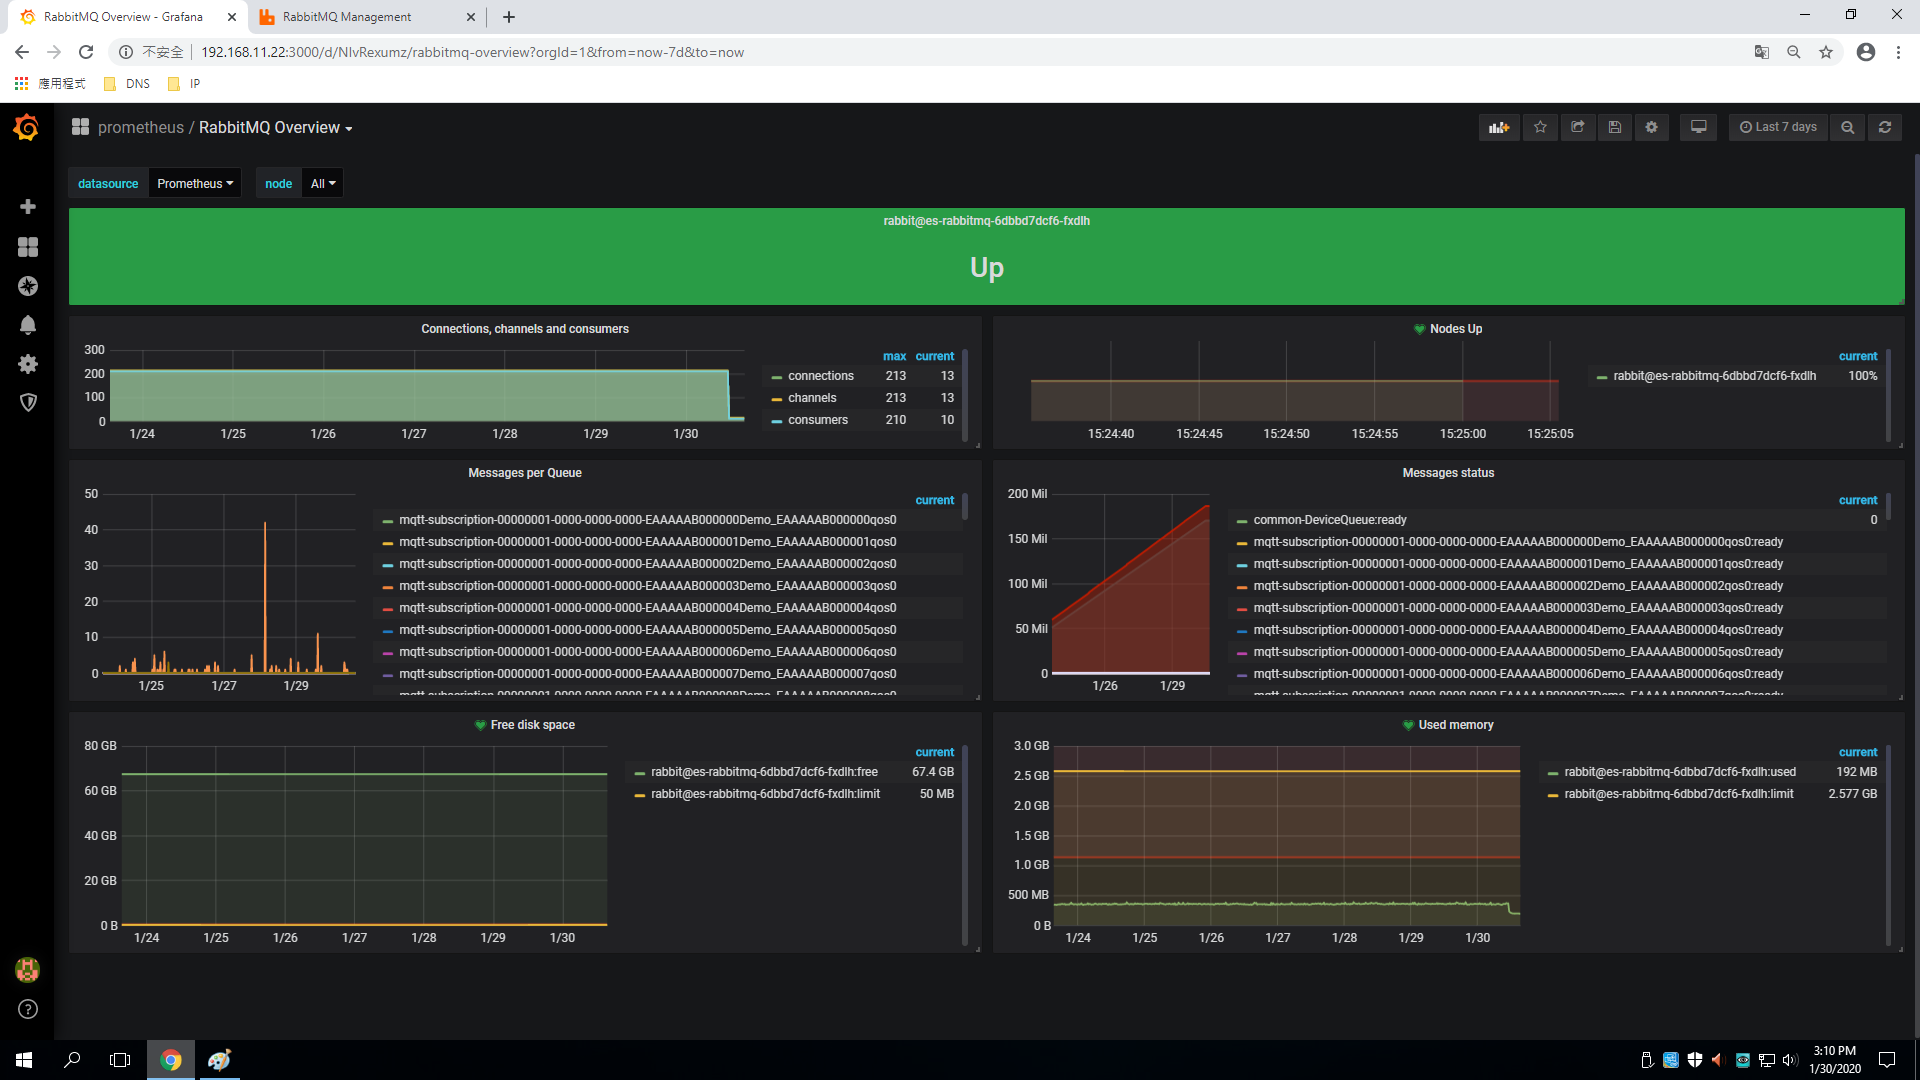 RabbitMQ Overview - Grafana
RabbitMQ Management
不安全
192.168.11.22:3000/d/NIvRexumz/rabbitmq-overview?orgId=1&from=now-7d&to=now
應用程式
DNS
IP
prometheus / RabbitMQ Overview
Last 7 days
datasource
Prometheus
node
All
rabbit@es-rabbitmq-6dbbd7dcf6-fxdlh
Up
Connections, channels and consumers
300
200
100
0
1/24 1/25 1/26 1/27 1/28 1/29 1/30
max current
connections 213 13
channels 213 13
consumers 210 10
Nodes Up
15:24:40 15:24:45 15:24:50 15:24:55 15:25:00 15:25:05
current
rabbit@es-rabbitmq-6dbbd7dcf6-fxdlh 100%
Messages per Queue
50
40
30
20
10
0
1/25 1/27 1/29
current
mqtt-subscription-00000001-0000-0000-0000-EAAAAAB000000Demo_EAAAAAB000000qos0
mqtt-subscription-00000001-0000-0000-0000-EAAAAAB000001Demo_EAAAAAB000001qos0
mqtt-subscription-00000001-0000-0000-0000-EAAAAAB000002Demo_EAAAAAB000002qos0
mqtt-subscription-00000001-0000-0000-0000-EAAAAAB000003Demo_EAAAAAB000003qos0
mqtt-subscription-00000001-0000-0000-0000-EAAAAAB000004Demo_EAAAAAB000004qos0
mqtt-subscription-00000001-0000-0000-0000-EAAAAAB000005Demo_EAAAAAB000005qos0
mqtt-subscription-00000001-0000-0000-0000-EAAAAAB000006Demo_EAAAAAB000006qos0
mqtt-subscription-00000001-0000-0000-0000-EAAAAAB000007Demo_EAAAAAB000007qos0
mqtt-subscription-00000001-0000-0000-0000-EAAAAAB000008Demo_EAAAAAB000008qos0
Messages status
200 Mil
150 Mil
100 Mil
50 Mil
0
1/26 1/29
current
common-DeviceQueue:ready 0
mqtt-subscription-00000001-0000-0000-0000-EAAAAAB000000Demo_EAAAAAB000000qos0:ready
mqtt-subscription-00000001-0000-0000-0000-EAAAAAB000001Demo_EAAAAAB000001qos0:ready
mqtt-subscription-00000001-0000-0000-0000-EAAAAAB000002Demo_EAAAAAB000002qos0:ready
mqtt-subscription-00000001-0000-0000-0000-EAAAAAB000003Demo_EAAAAAB000003qos0:ready
mqtt-subscription-00000001-0000-0000-0000-EAAAAAB000004Demo_EAAAAAB000004qos0:ready
mqtt-subscription-00000001-0000-0000-0000-EAAAAAB000005Demo_EAAAAAB000005qos0:ready
mqtt-subscription-00000001-0000-0000-0000-EAAAAAB000006Demo_EAAAAAB000006qos0:ready
mqtt-subscription-00000001-0000-0000-0000-EAAAAAB000007Demo_EAAAAAB000007qos0:ready
Free disk space
80 GB
60 GB
40 GB
20 GB
0 B
1/24 1/25 1/26 1/27 1/28 1/29 1/30
current
rabbit@es-rabbitmq-6dbbd7dcf6-fxdlh:free 67.4 GB
rabbit@es-rabbitmq-6dbbd7dcf6-fxdlh:limit 50 MB
Used memory
3.0 GB
2.5 GB
2.0 GB
1.5 GB
1.0 GB
500 MB
0 B
1/24 1/25 1/26 1/27 1/28 1/29 1/30
current
rabbit@es-rabbitmq-6dbbd7dcf6-fxdlh:used 192 MB
rabbit@es-rabbitmq-6dbbd7dcf6-fxdlh:limit 2.577 GB
3:10 PM
1/30/2020